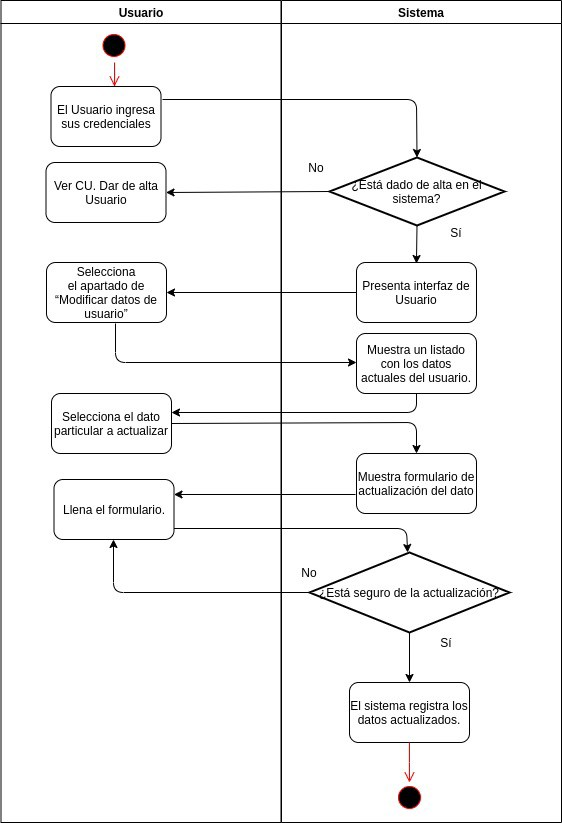 Usuario
Sistema
El Usuario ingresa
sus credenciales
¿Está dado de alta en el
sistema?
No
Sí
Ver CU. Dar de alta
Usuario
Presenta interfaz de
Usuario
Selecciona
el apartado de
“Modificar datos de
usuario”
Muestra un listado
con los datos
actuales del usuario.
Selecciona el dato
particular a actualizar
Muestra formulario de
actualización del dato
Llena el formulario.
¿Está seguro de la actualización?
No
Sí
El sistema registra los
datos actualizados.